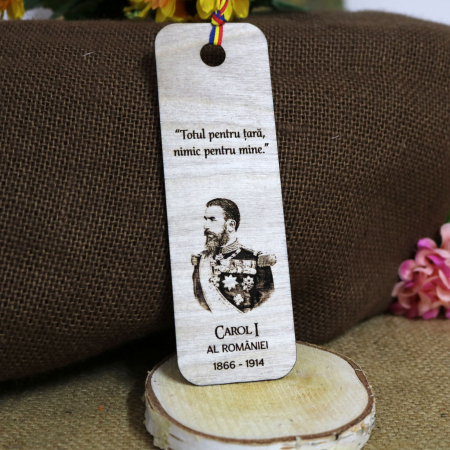 “Totul pentru țară,
nimic pentru mine.”
CAROL I
AL ROMÂNIEI
1866 - 1914